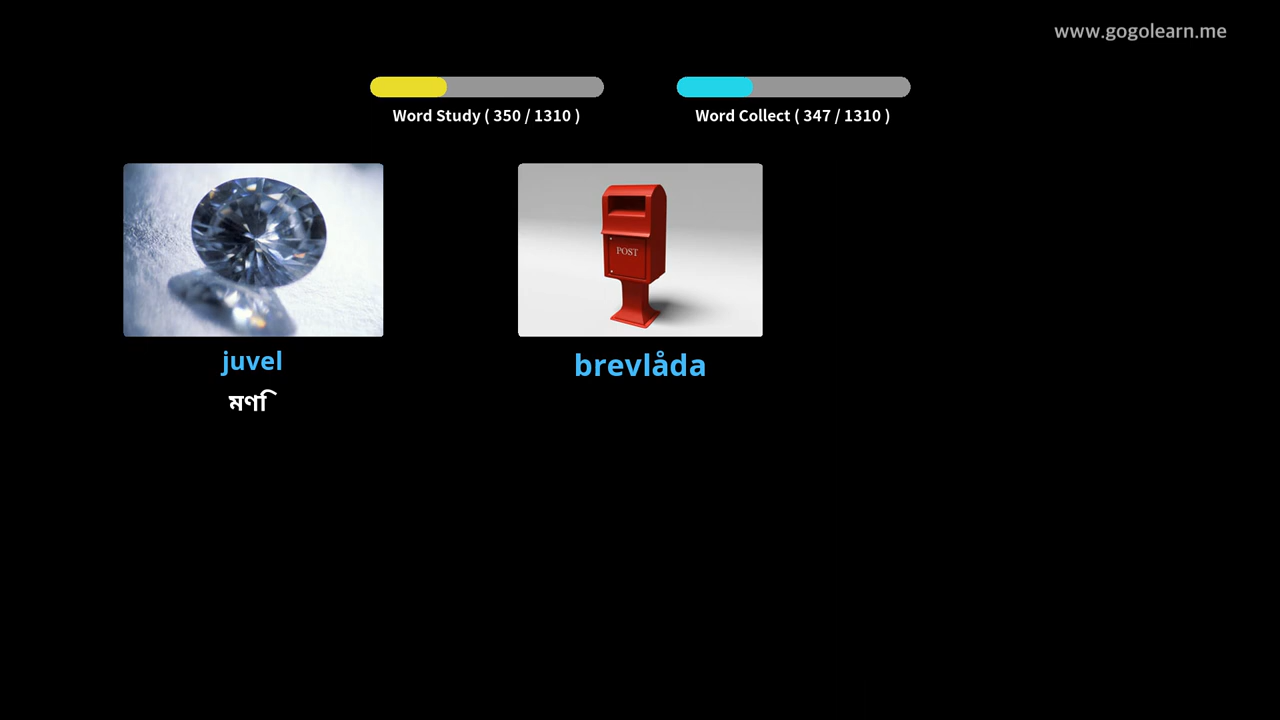 www.gogolearn.me
Word Study ( 350 / 1310 )
Word Collect ( 347 / 1310 )
POST
juvel
brevlåda
মণি